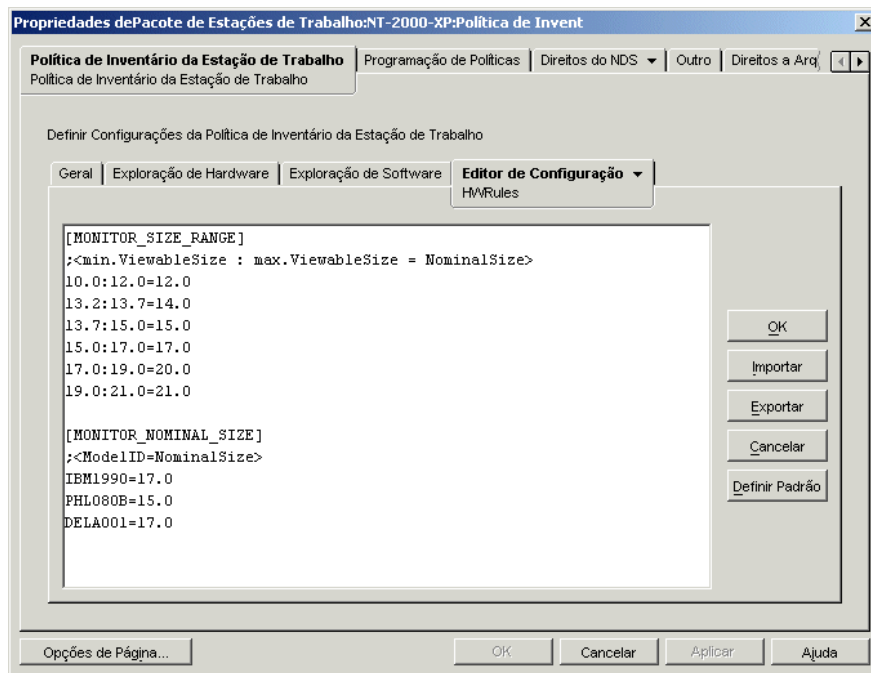 Propriedades dePacote de Estações de Trabalho:NT-2000-XP:Política de Invent
Política de Inventário da Estação de Trabalho
Programação de Políticas
Direitos do NDS
Outro
Direitos a Arq
Política de Inventário da Estação de Trabalho
Definir Configurações da Política de Inventário da Estação de Trabalho
Geral
Exploração de Hardware
Exploração de Software
Editor de Configuração
HWRules
[MONITOR_SIZE_RANGE]
;<min.ViewableSize : max.ViewableSize = NominalSize>
10.0:12.0=12.0
13.2:13.7=14.0
13.7:15.0=15.0
15.0:17.0=17.0
17.0:19.0=20.0
19.0:21.0=21.0
[MONITOR_NOMINAL_SIZE]
;<ModelID=NominalSize>
IBM1990=17.0
PHL080B=15.0
DELA001=17.0
OK
Importar
Exportar
Cancelar
Definir Padrão
Opções de Página...
OK
Cancelar
Aplicar
Ajuda